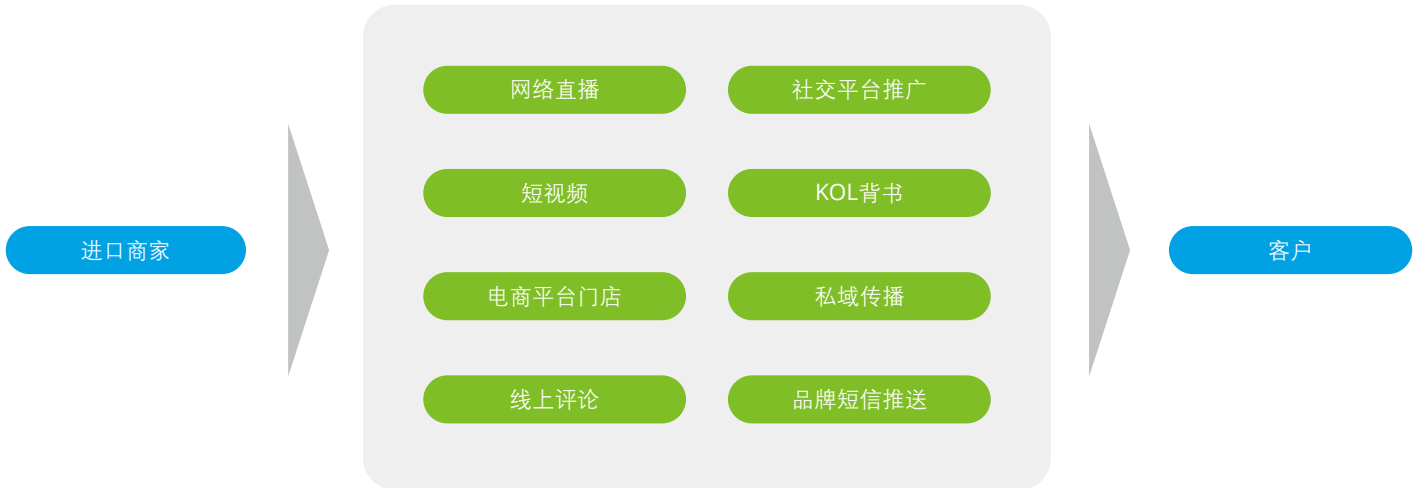 进口商家
网络直播
社交平台推广
短视频
KOL背书
电商平台门店
私域传播
线上评论
品牌短信推送
客户